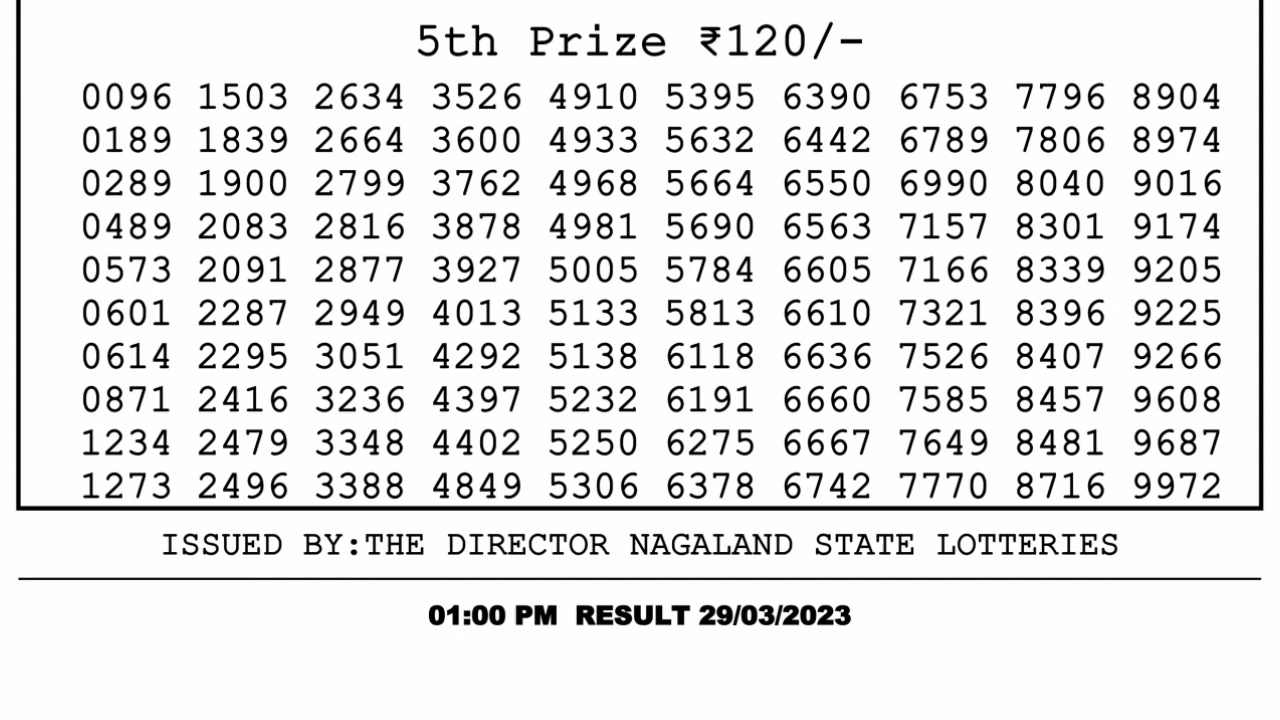 5th Prize ₹120/-
0096 1503 2634 3526 4910 5395 6390 6753 7796 8904
0189 1839 2664 3600 4933 5632 6442 6789 7806 8974
0289 1900 2799 3762 4968 5664 6550 6990 8040 9016
0489 2083 2816 3878 4981 5690 6563 7157 8301 9174
0573 2091 2877 3927 5005 5784 6605 7166 8339 9205
0601 2287 2949 4013 5133 5813 6610 7321 8396 9225
0614 2295 3051 4292 5138 6118 6636 7526 8407 9266
0871 2416 3236 4397 5232 6191 6660 7585 8457 9608
1234 2479 3348 4402 5250 6275 6667 7649 8481 9687
1273 2496 3388 4849 5306 6378 6742 7770 8716 9972
ISSUED BY:THE DIRECTOR NAGALAND STATE LOTTERIES
01:00 PM RESULT 29/03/2023